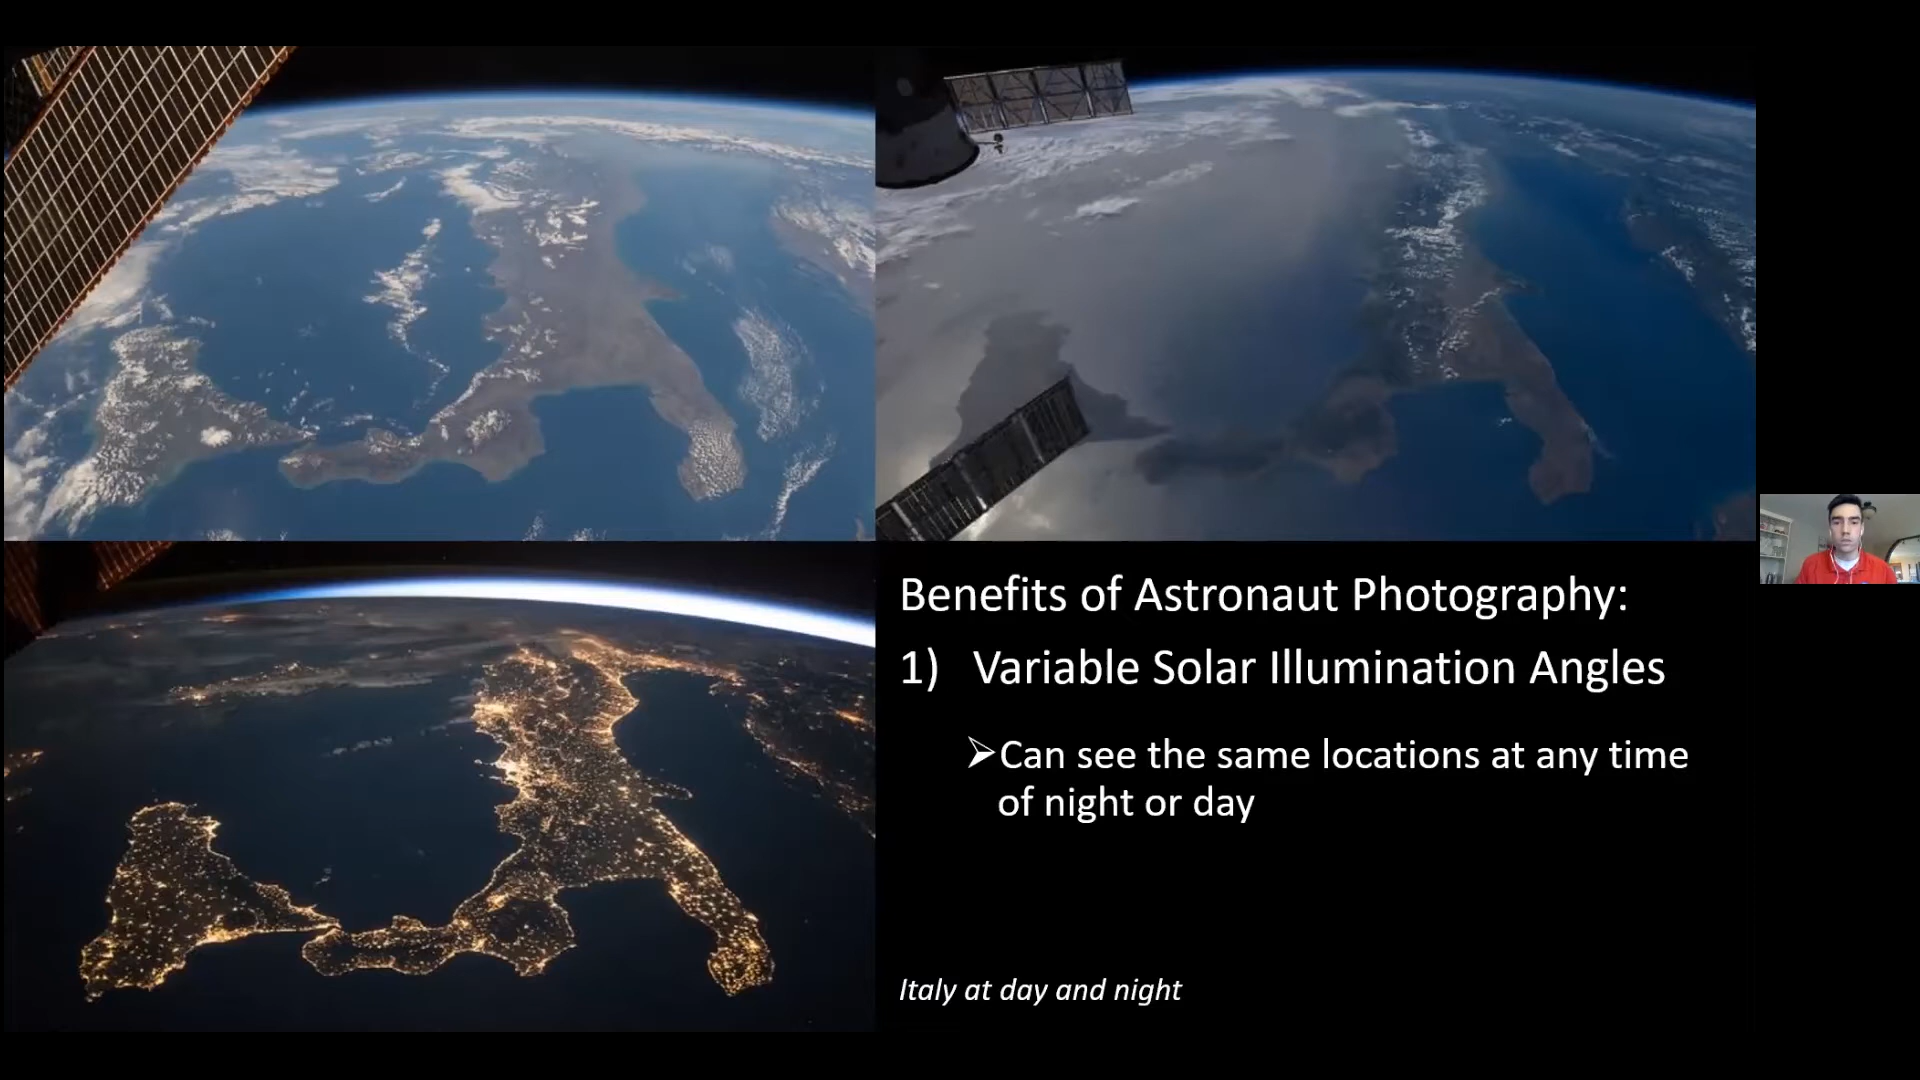 Benefits of Astronaut Photography:
1) Variable Solar Illumination Angles
➢Can see the same locations at any time
of night or day
Italy at day and night